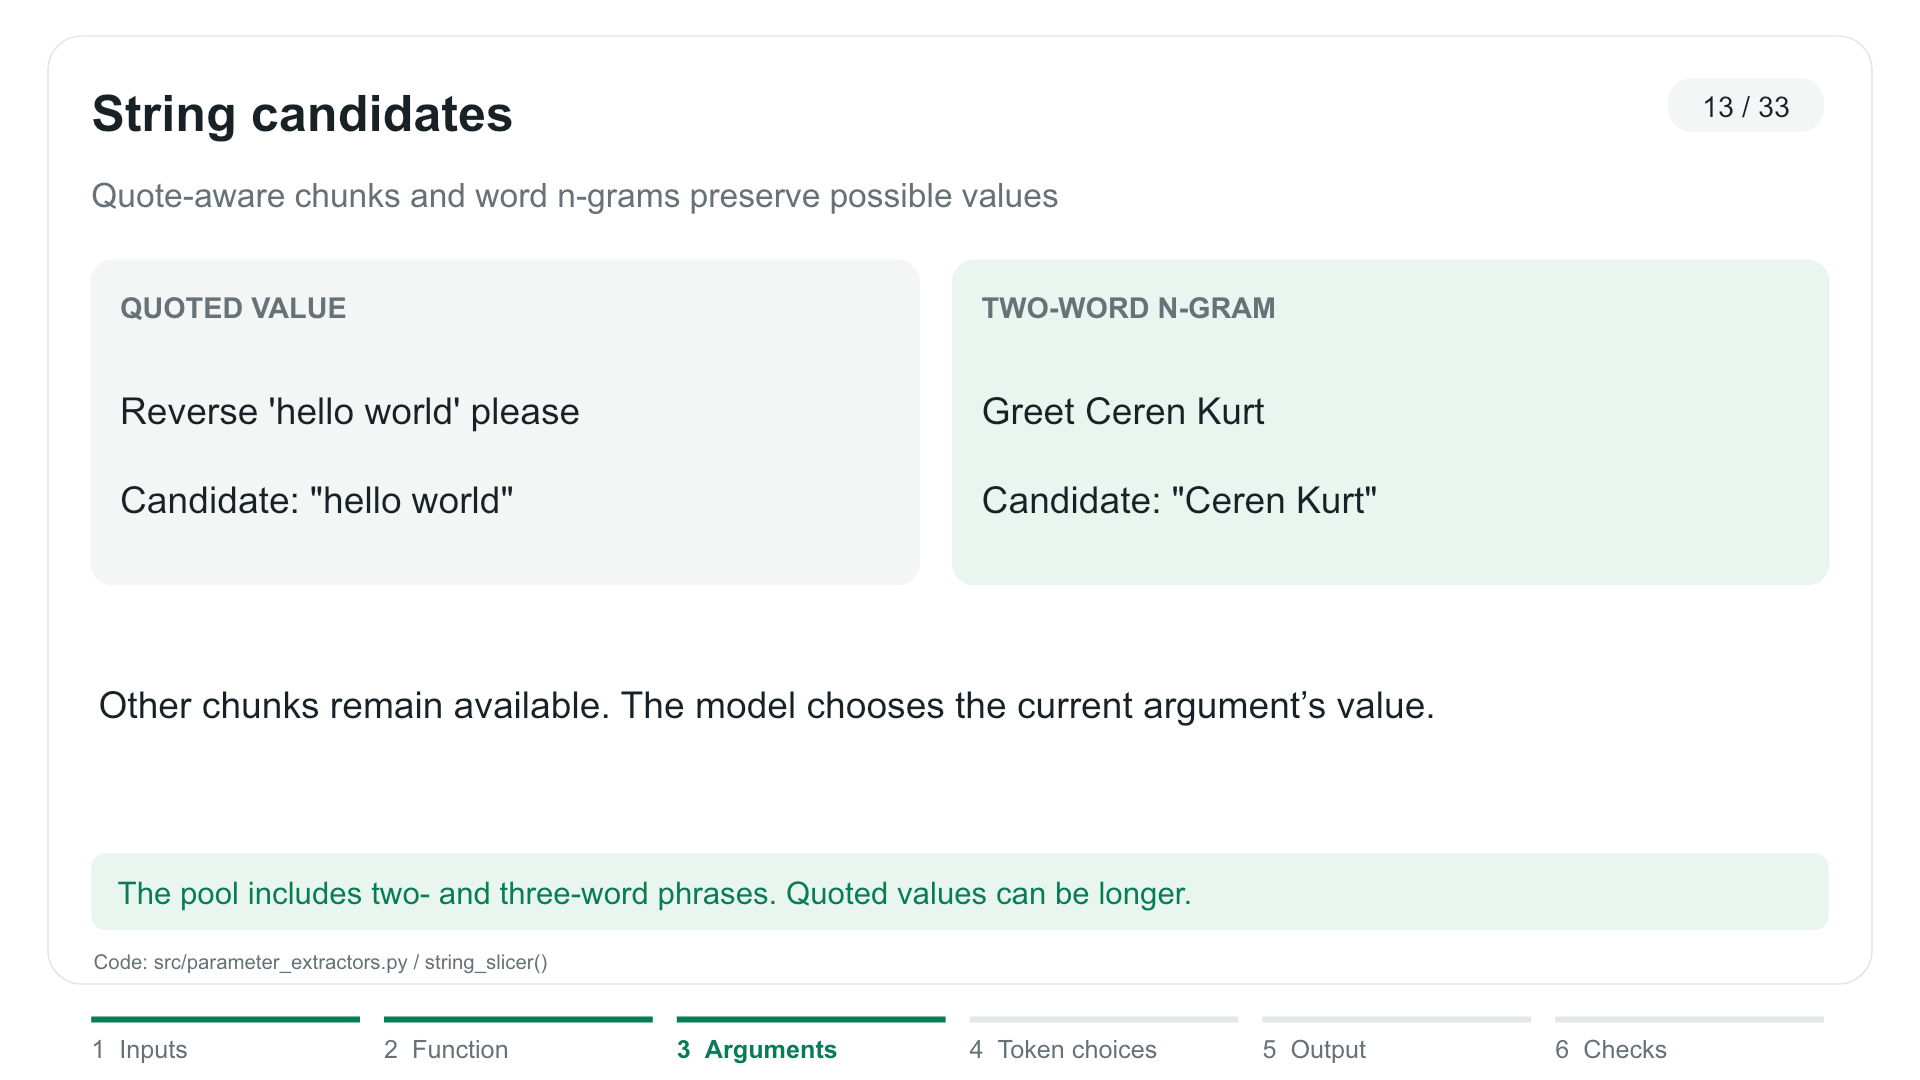 String candidates
13 / 33
Quote-aware chunks and word n-grams preserve possible values
QUOTED VALUE
Reverse 'hello world' please
Candidate: "hello world"
TWO-WORD N-GRAM
Greet Ceren Kurt
Candidate: "Ceren Kurt"
Other chunks remain available. The model chooses the current argument’s value.
The pool includes two- and three-word phrases. Quoted values can be longer.
Code: src/parameter_extractors.py / string_slicer()
1 Inputs
2 Function
3 Arguments
4 Token choices
5 Output
6 Checks